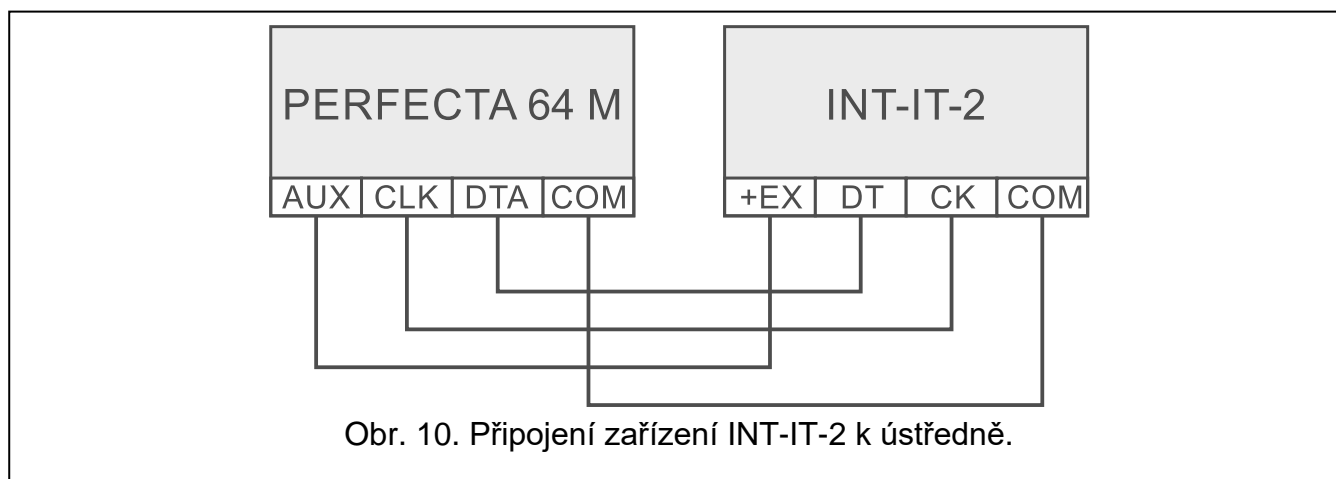 PERFECTA 64 M INT-IT-2
AUX CLK DTA COM +EX DT CK COM
Obr. 10. Připojení zařízení INT-IT-2 k ústředně.